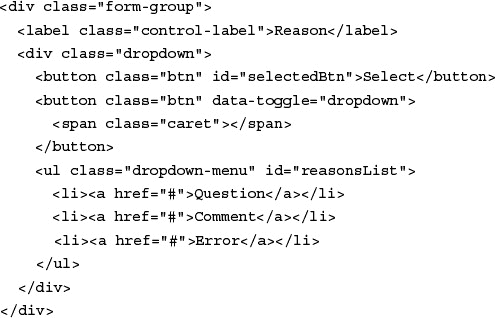 <div class="form-group">
  <label class="control-label">Reason</label>
  <div class="dropdown">
    <button class="btn" id="selectedBtn">Select</button>
    <button class="btn" data-toggle="dropdown">
      <span class="caret"></span>
    </button>
    <ul class="dropdown-menu" id="reasonsList">
      <li><a href="#">Question</a></li>
      <li><a href="#">Comment</a></li>
      <li><a href="#">Error</a></li>
    </ul>
  </div>
</div>